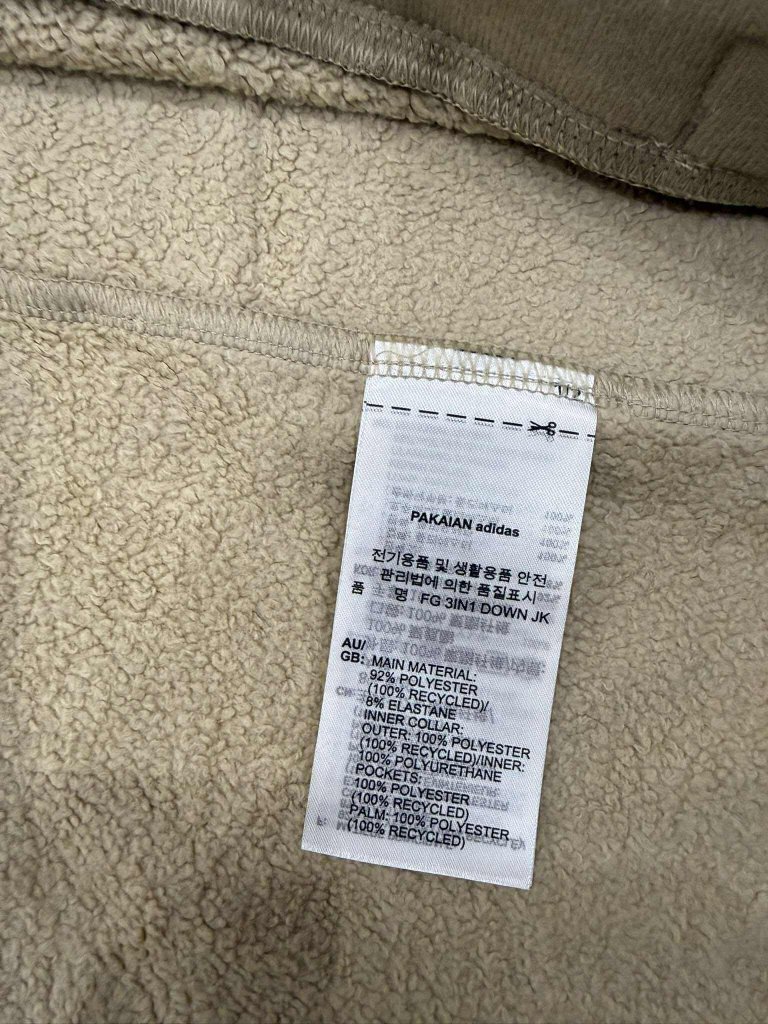 PAKAIAN adidas
전기용품 및 생활용품 안전
관리법에 의한 품질표시
품 명 FG 3IN1 DOWN JK
AU/
GB: MAIN MATERIAL:
92% POLYESTER
(100% RECYCLED)/
8% ELASTANE
INNER COLLAR:
OUTER: 100% POLYESTER
(100% RECYCLED)/INNER:
100% POLYURETHANE
POCKETS:
100% POLYESTER
(100% RECYCLED)
PALM: 100% POLYESTER
(100% RECYCLED)